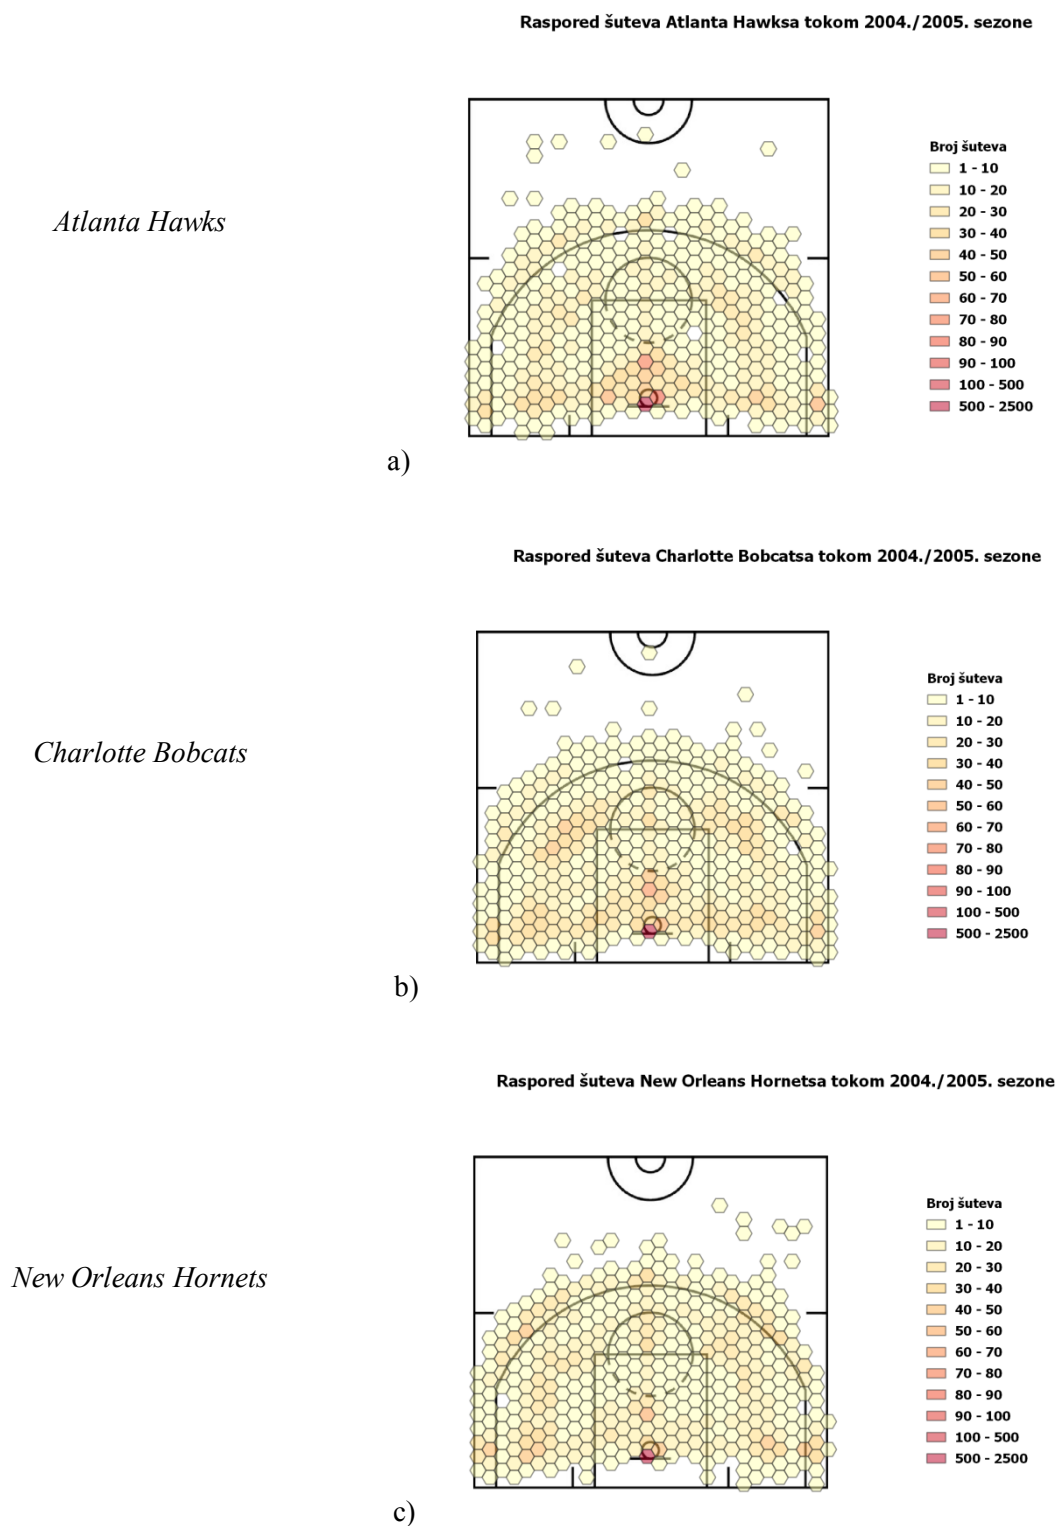 Raspored šuteva Atlanta Hawksa tokom 2004./2005. sezone
Atlanta Hawks
Broj šuteva
1 - 10
10 - 20
20 - 30
30 - 40
40 - 50
50 - 60
60 - 70
70 - 80
80 - 90
90 - 100
100 - 500
500 - 2500
a)
Raspored šuteva Charlotte Bobcatsa tokom 2004./2005. sezone
Charlotte Bobcats
Broj šuteva
1 - 10
10 - 20
20 - 30
30 - 40
40 - 50
50 - 60
60 - 70
70 - 80
80 - 90
90 - 100
100 - 500
500 - 2500
b)
Raspored šuteva New Orleans Hornetsa tokom 2004./2005. sezone
New Orleans Hornets
Broj šuteva
1 - 10
10 - 20
20 - 30
30 - 40
40 - 50
50 - 60
60 - 70
70 - 80
80 - 90
90 - 100
100 - 500
500 - 2500
c)